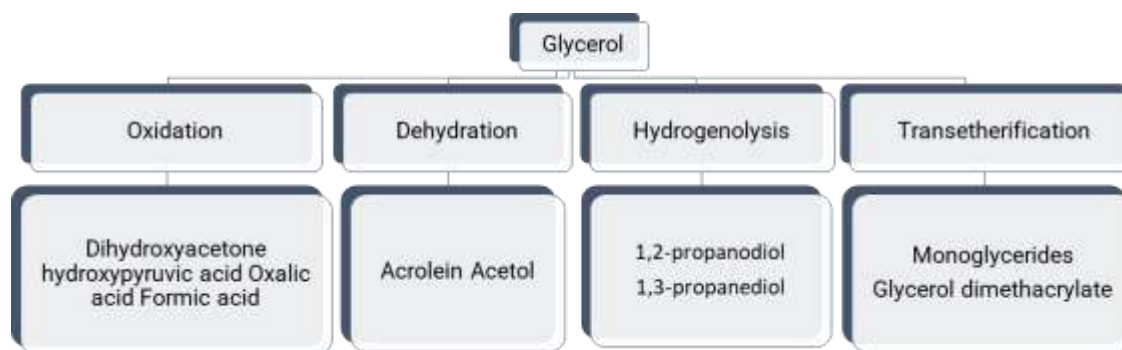 Glycerol
Oxidation
Dehydration
Hydrogenolysis
Transetherification
Dihydroxyacetone
hydroxypyruvic acid Oxalic
acid Formic acid
Acrolein Acetol
1,2-propanodiol
1,3-propanediol
Monoglycerides
Glycerol dimethacrylate